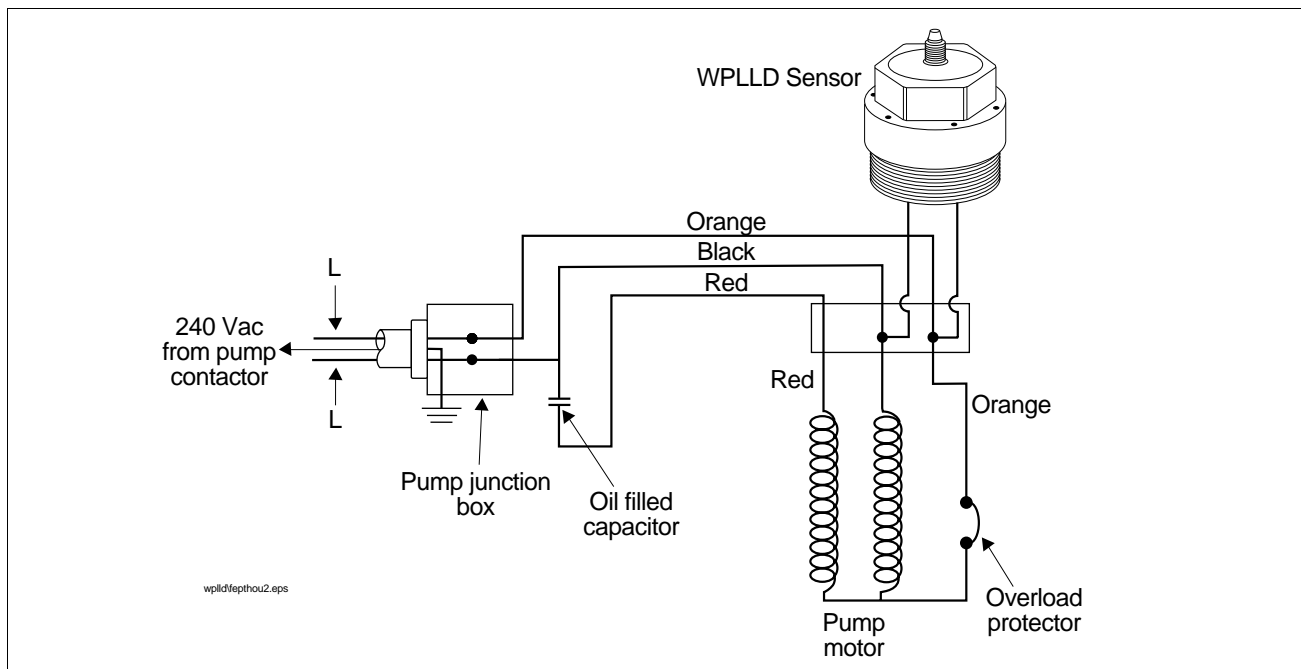 WPLLD Sensor
Orange
Black
Red
L
240 Vac
from pump
contactor
L
Red
Orange
Pump junction
box
Oil filled
capacitor
Pump
motor
Overload
protector
wplld\fepthou2.eps